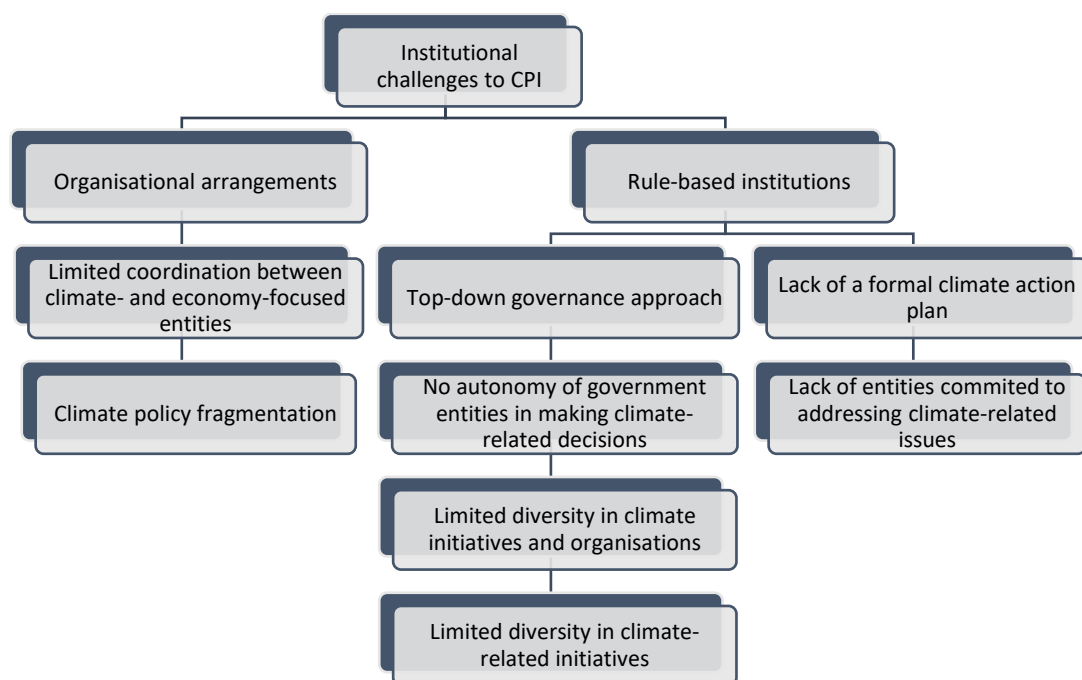 Institutional
challenges to CPI
Organisational arrangements
Rule-based institutions
Limited coordination between
climate- and economy-focused
entities
Top-down governance approach
Lack of a formal climate action
plan
Climate policy fragmentation
No autonomy of government
entities in making climate-
related decisions
Lack of entities commited to
addressing climate-related
issues
Limited diversity in climate
initiatives and organisations
Limited diversity in climate-
related initiatives